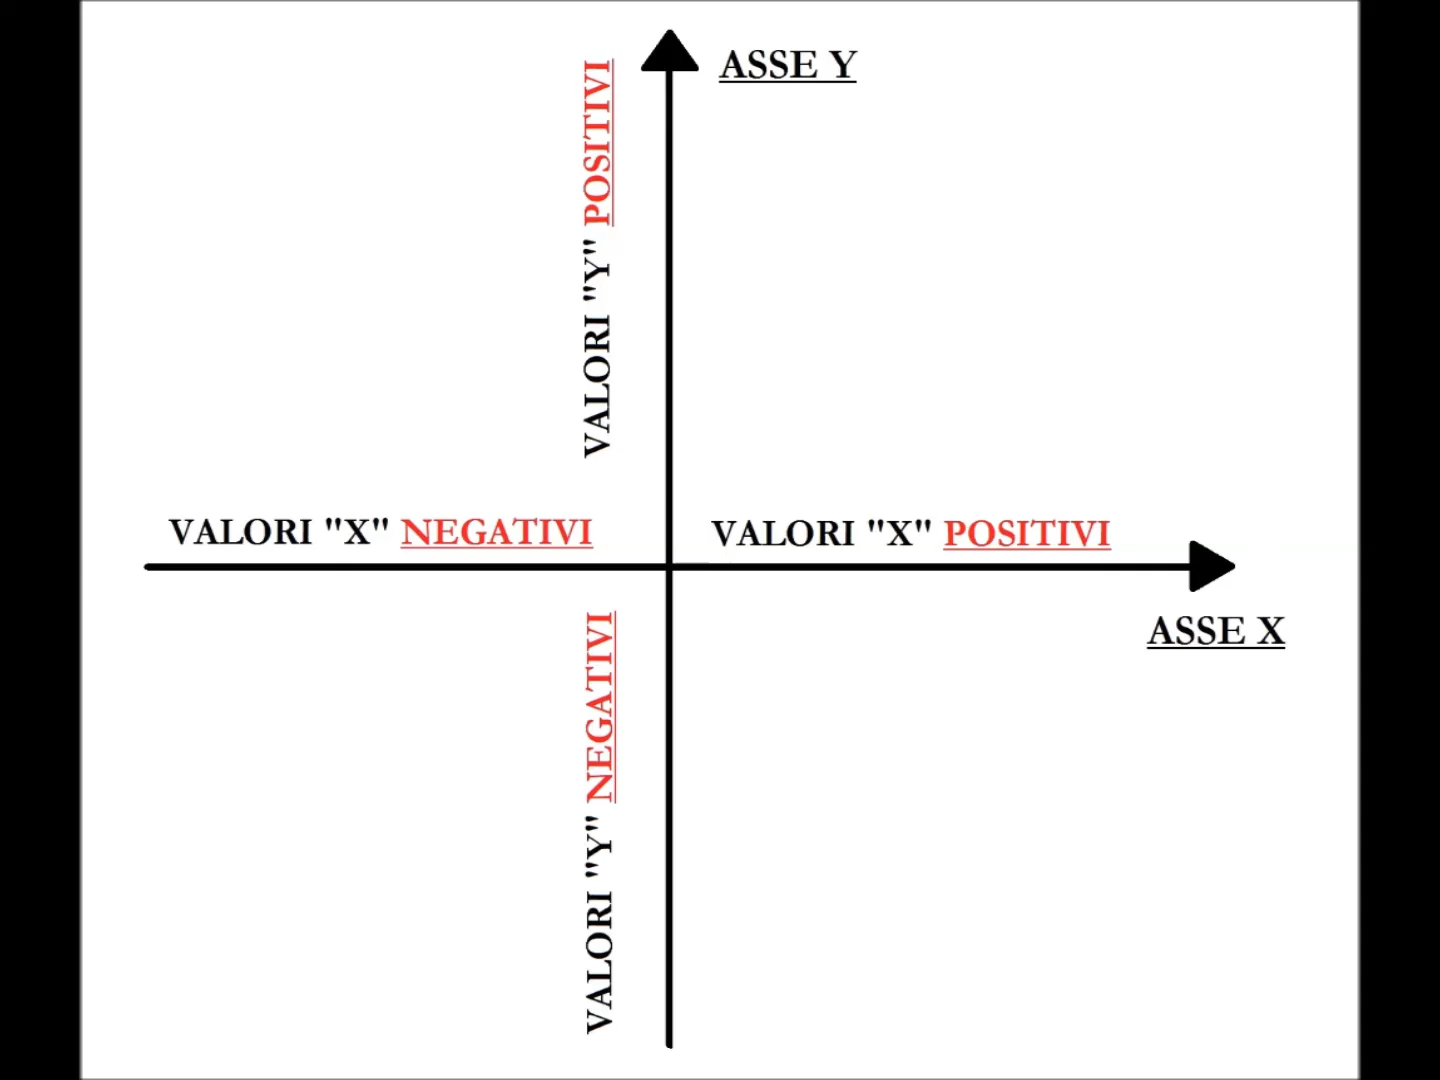 ASSE Y
VALORI "Y" POSITIVI
VALORI "X" NEGATIVI
VALORI "X" POSITIVI
ASSE X
VALORI "Y" NEGATIVI